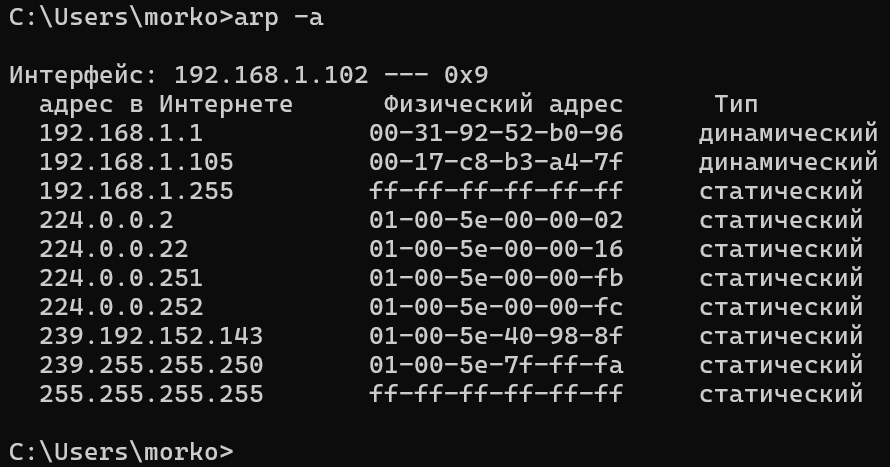 C:\Users\morko>arp -a
Интерфейс: 192.168.1.102 --- 0x9
адрес в Интернете Физический адрес Тип
192.168.1.1 00-31-92-52-b0-96 динамический
192.168.1.105 00-17-c8-b3-a4-7f динамический
192.168.1.255 ff-ff-ff-ff-ff-ff статический
224.0.0.2 01-00-5e-00-00-02 статический
224.0.0.22 01-00-5e-00-00-16 статический
224.0.0.251 01-00-5e-00-00-fb статический
224.0.0.252 01-00-5e-00-00-fc статический
239.192.152.143 01-00-5e-40-98-8f статический
239.255.255.250 01-00-5e-7f-ff-fa статический
255.255.255.255 ff-ff-ff-ff-ff-ff статический
C:\Users\morko>